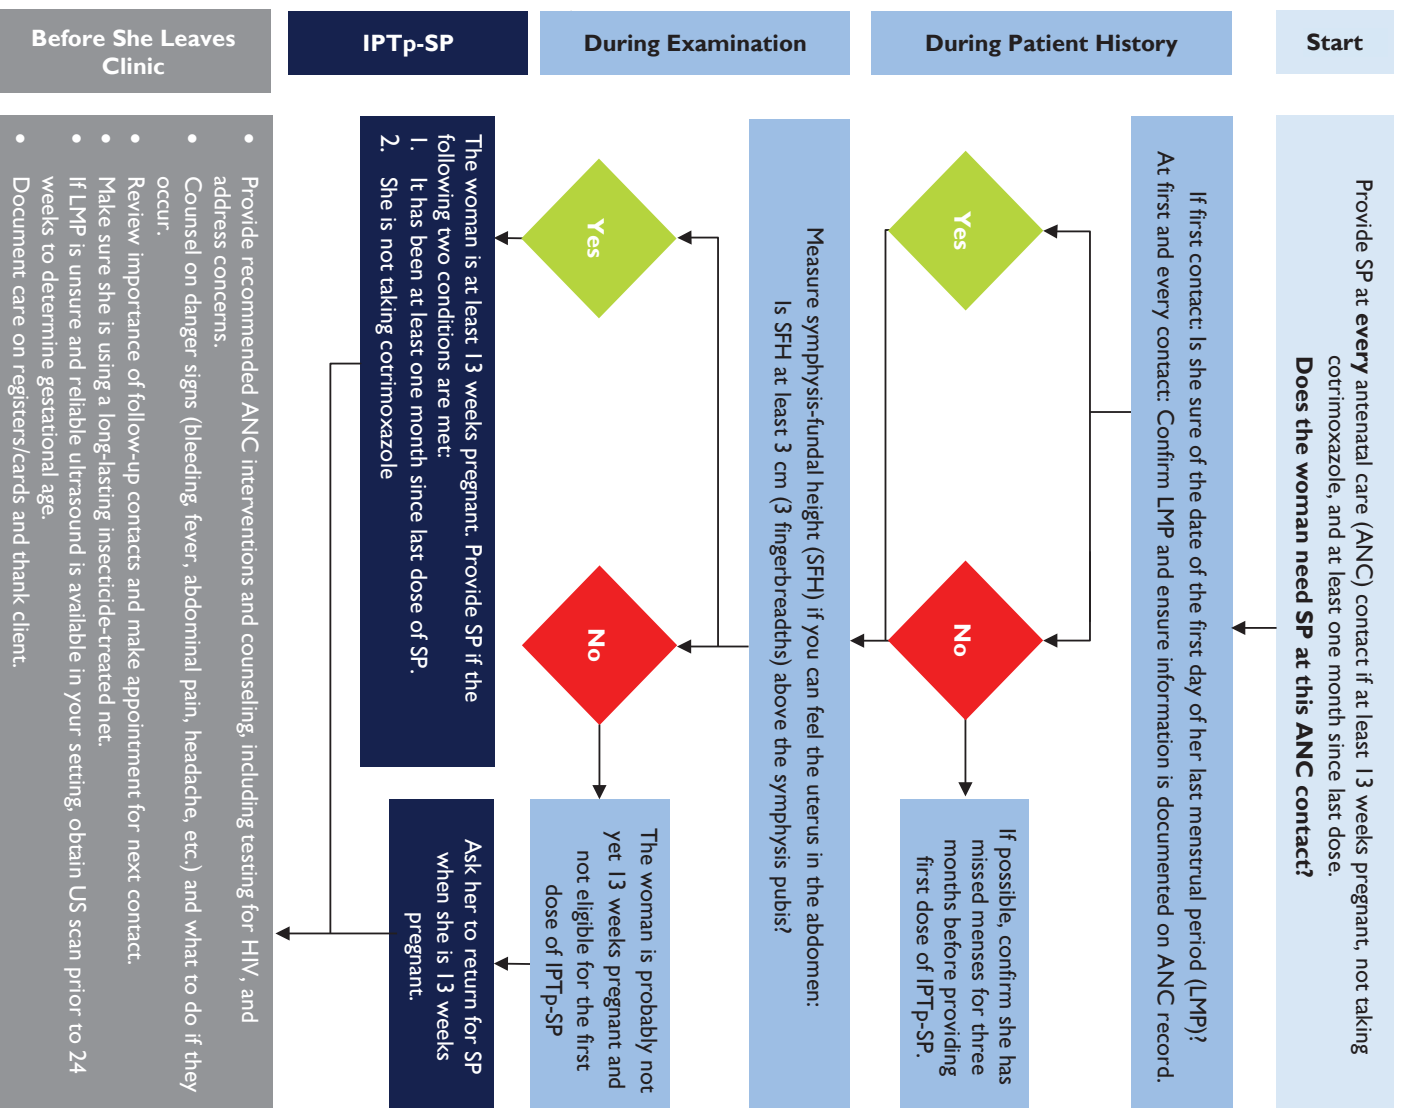 Start
Provide SP at every antenatal care (ANC) contact if at least 13 weeks pregnant, not taking
cotrimoxazole, and at least one month since last dose.
Does the woman need SP at this ANC contact?
During Patient History
If first contact: Is she sure of the date of the first day of her last menstrual period (LMP)?
At first and every contact: Confirm LMP and ensure information is documented on ANC record.
Yes
No
If possible, confirm she has
missed menses for three
months before providing
first dose of IPTp-SP.
During Examination
Measure symphysis-fundal height (SFH) if you can feel the uterus in the abdomen:
Is SFH at least 3 cm (3 fingerbreadths) above the symphysis pubis?
Yes
No
The woman is probably not
yet 13 weeks pregnant and
not eligible for the first
dose of IPTp-SP
IPTp-SP
The woman is at least 13 weeks pregnant. Provide SP if the
following two conditions are met:
1. It has been at least one month since last dose of SP.
2. She is not taking cotrimoxazole
Ask her to return for SP
when she is 13 weeks
pregnant.
Before She Leaves
Clinic
• Provide recommended ANC interventions and counseling, including testing for HIV, and
address concerns.
• Counsel on danger signs (bleeding, fever, abdominal pain, headache, etc.) and what to do if they
occur.
• Review importance of follow-up contacts and make appointment for next contact.
• Make sure she is using a long-lasting insecticide-treated net.
• If LMP is unsure and reliable ultrasound is available in your setting, obtain US scan prior to 24
weeks to determine gestational age.
• Document care on registers/cards and thank client.